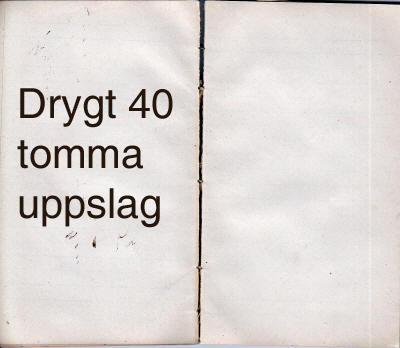 Drygt 40
tomma
uppslag